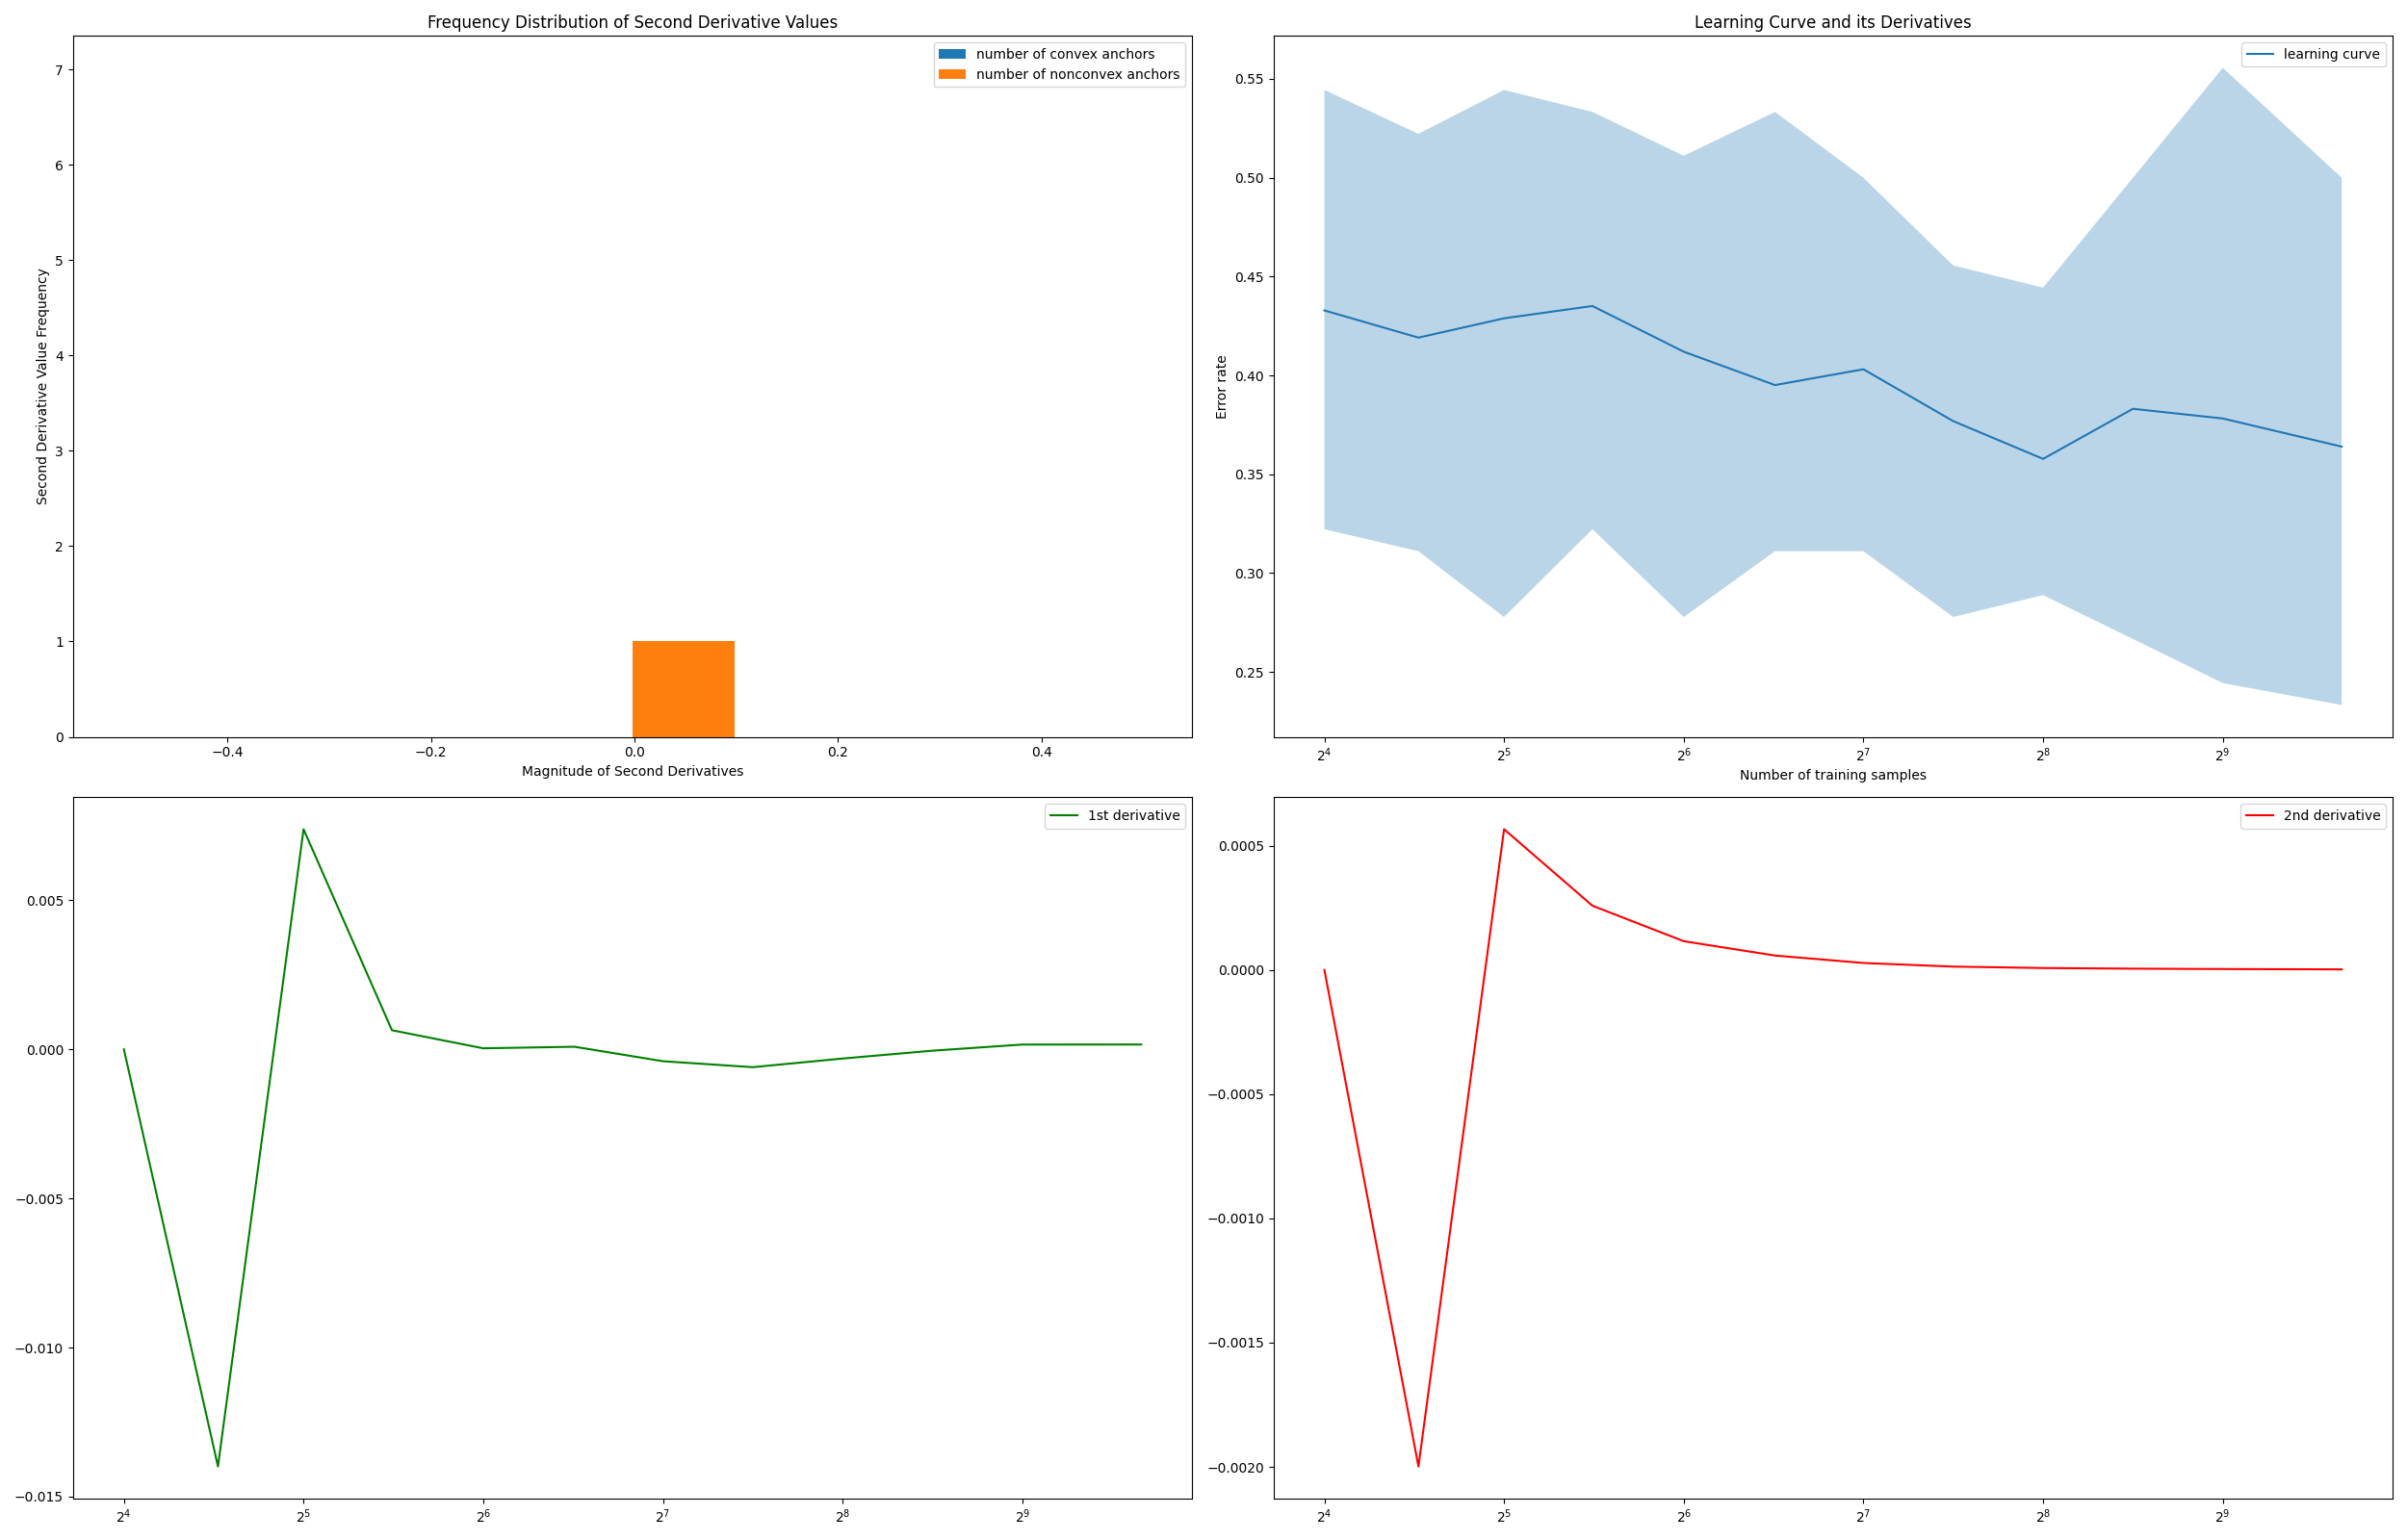 Frequency Distribution of Second Derivative Values
number of convex anchors
number of nonconvex anchors
7
6
5
4
3
2
1
0
Second Derivative Value Frequency
−0.4 −0.2 0.0 0.2 0.4
Magnitude of Second Derivatives
Learning Curve and its Derivatives
learning curve
0.55
0.50
0.45
0.40
0.35
0.30
0.25
Error rate
2⁴ 2⁵ 2⁶ 2⁷ 2⁸ 2⁹
Number of training samples
1st derivative
0.005
0.000
−0.005
−0.010
−0.015
2⁴ 2⁵ 2⁶ 2⁷ 2⁸ 2⁹
2nd derivative
0.0005
0.0000
−0.0005
−0.0010
−0.0015
−0.0020
2⁴ 2⁵ 2⁶ 2⁷ 2⁸ 2⁹